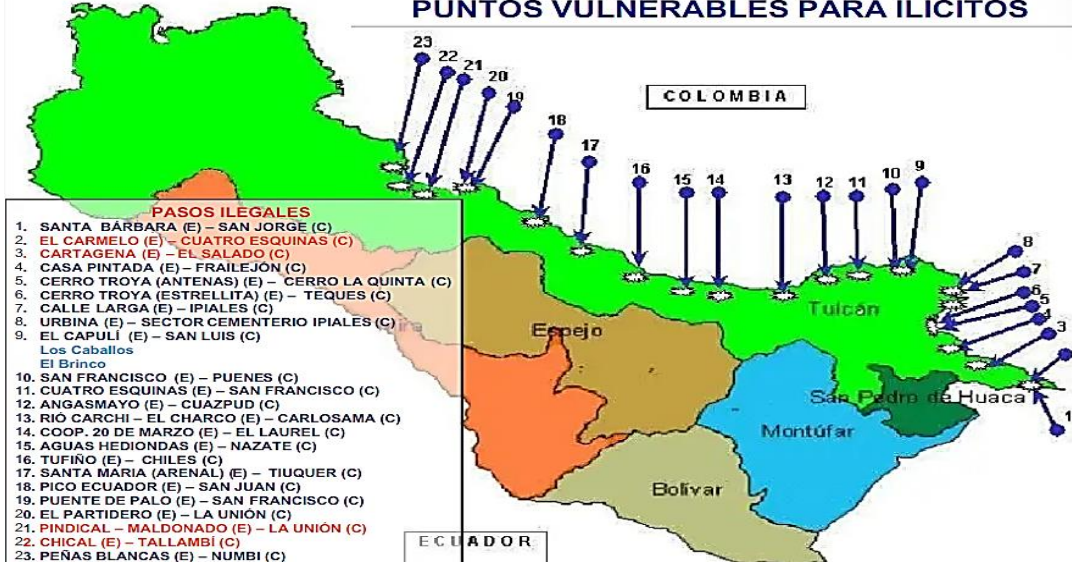 PUNTOS VULNERABLES PARA ILICITOS
COLOMBIA
23
22
21
20
19
18
17
16
15
14
13
12
11
10
9
8
7
6
5
4
3
1
PASOS ILEGALES
1. SANTA BÁRBARA (E) – SAN JORGE (C)
2. EL CARMELO (E) – CUATRO ESQUINAS (C)
3. CARTAGENA (E) – EL SALADO (C)
4. CASA PINTADA (E) – FRAILEJÓN (C)
5. CERRO TROYA (ANTENAS) (E) – CERRO LA QUINTA (C)
6. CERRO TROYA (ESTRELLITA) (E) – TEQUES (C)
7. CALLE LARGA (E) – IPIALES (C)
8. URBINA (E) – SECTOR CEMENTERIO IPIALES (C)
9. EL CAPULÍ (E) – SAN LUIS (C)
Los Caballos
El Brinco
10. SAN FRANCISCO (E) – PUENES (C)
11. CUATRO ESQUINAS (E) – SAN FRANCISCO (C)
12. ANGASMAYO (E) – CUAZPUD (C)
13. RIÓ CARCHI – EL CHARCO (E) – CARLOSAMA (C)
14. COOP. 20 DE MARZO (E) – EL LAUREL (C)
15. AGUAS HEDIONDAS (E) – NAZATE (C)
16. TUFIÑO (E) – CHILES (C)
17. SANTA MARIA (ARENAL) (E) – TIUQUER (C)
18. PICO ECUADOR (E) – SAN JUAN (C)
19. PUENTE DE PALO (E) – SAN FRANCISCO (C)
20. EL PARTIDERO (E) – LA UNIÓN (C)
21. PINDICAL – MALDONADO (E) – LA UNIÓN (C)
22. CHICAL (E) – TALLAMBÍ (C)
23. PEÑAS BLANCAS (E) – NUMBI (C)
Tulcán
Espejo
San Pedro de Huaca
Montúfar
Bolívar
ECUADOR